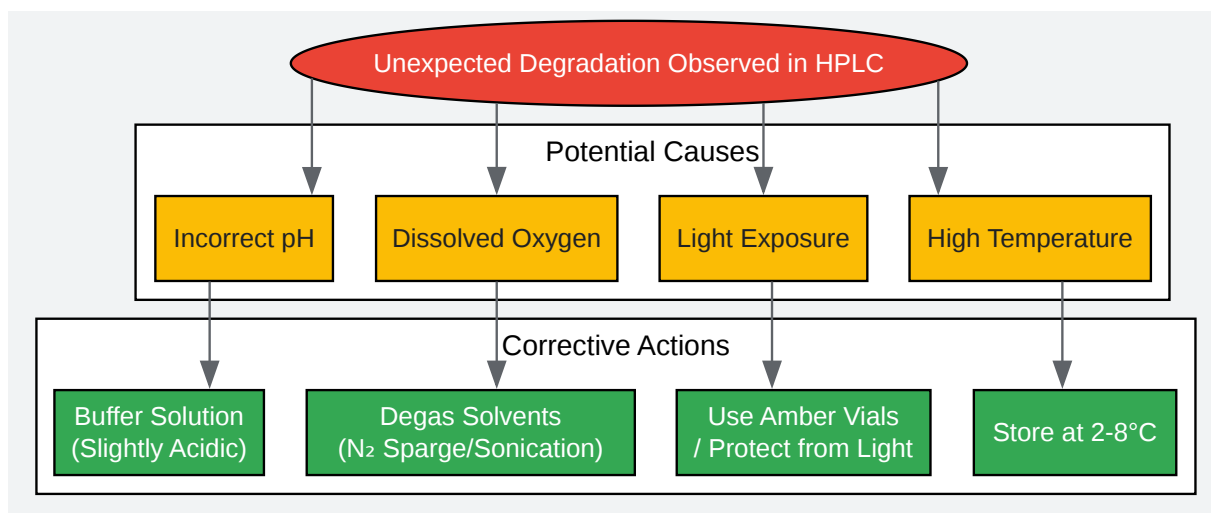 Unexpected Degradation Observed in HPLC
Potential Causes
Incorrect pH
Dissolved Oxygen
Light Exposure
High Temperature
Corrective Actions
Buffer Solution
(Slightly Acidic)
Degas Solvents
(N₂ Sparge/Sonication)
Use Amber Vials
/ Protect from Light
Store at 2-8°C